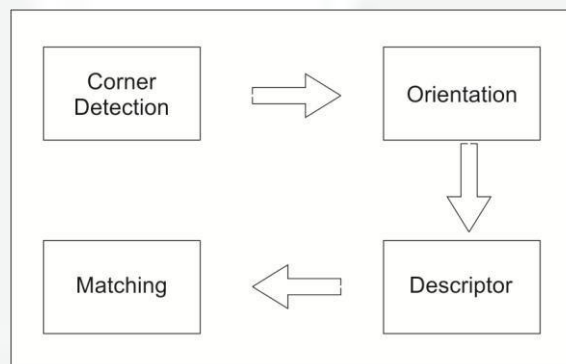 Corner
Detection
Orientation
Descriptor
Matching